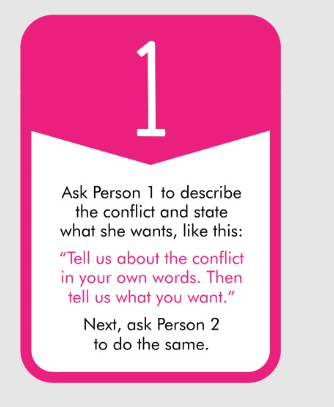 1
Ask Person 1 to describe
the conflict and state
what she wants, like this:
“Tell us about the conflict
in your own words. Then
tell us what you want.”
Next, ask Person 2
to do the same.